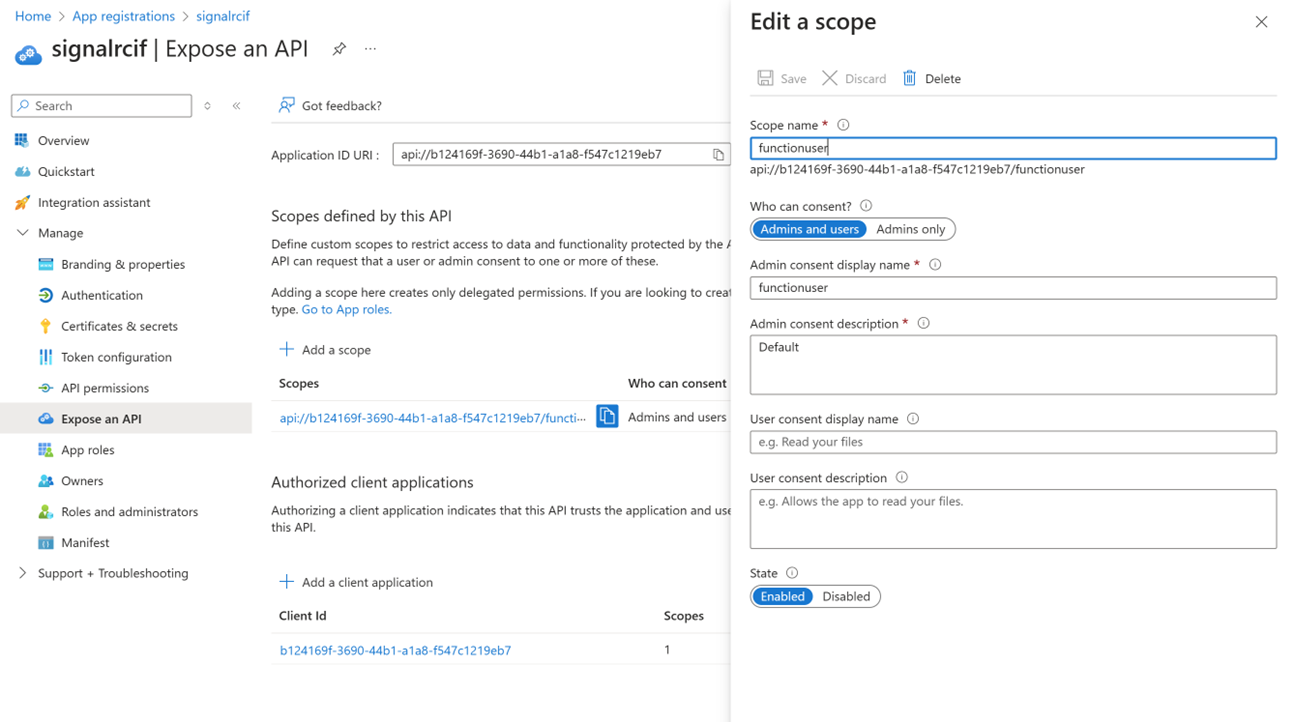 Home > App registrations > signalrcif
signalrcif | Expose an API ...
Search
Overview
Quickstart
Integration assistant
Manage
Branding & properties
Authentication
Certificates & secrets
Token configuration
API permissions
Expose an API
App roles
Owners
Roles and administrators
Manifest
Support + Troubleshooting
Got feedback?
Application ID URI : api://b124169f-3690-44b1-a1a8-f547c1219eb7
Scopes defined by this API
Define custom scopes to restrict access to data and functionality protected by the
API can request that a user or admin consent to one or more of these.
Adding a scope here creates only delegated permissions. If you are looking to
type. Go to App roles.
Add a scope
Scopes Who can consent
api://b124169f-3690-44b1-a1a8-f547c1219eb7/functi... Admins and users
Authorized client applications
Authorizing a client application indicates that this API trusts the application and
this API.
Add a client application
Client Id Scopes
b124169f-3690-44b1-a1a8-f547c1219eb7 1
Edit a scope
Save Discard Delete
Scope name *
functionuser
api://b124169f-3690-44b1-a1a8-f547c1219eb7/functionuser
Who can consent?
Admins and users Admins only
Admin consent display name *
functionuser
Admin consent description *
Default
User consent display name
e.g. Read your files
User consent description
e.g. Allows the app to read your files.
State
Enabled Disabled